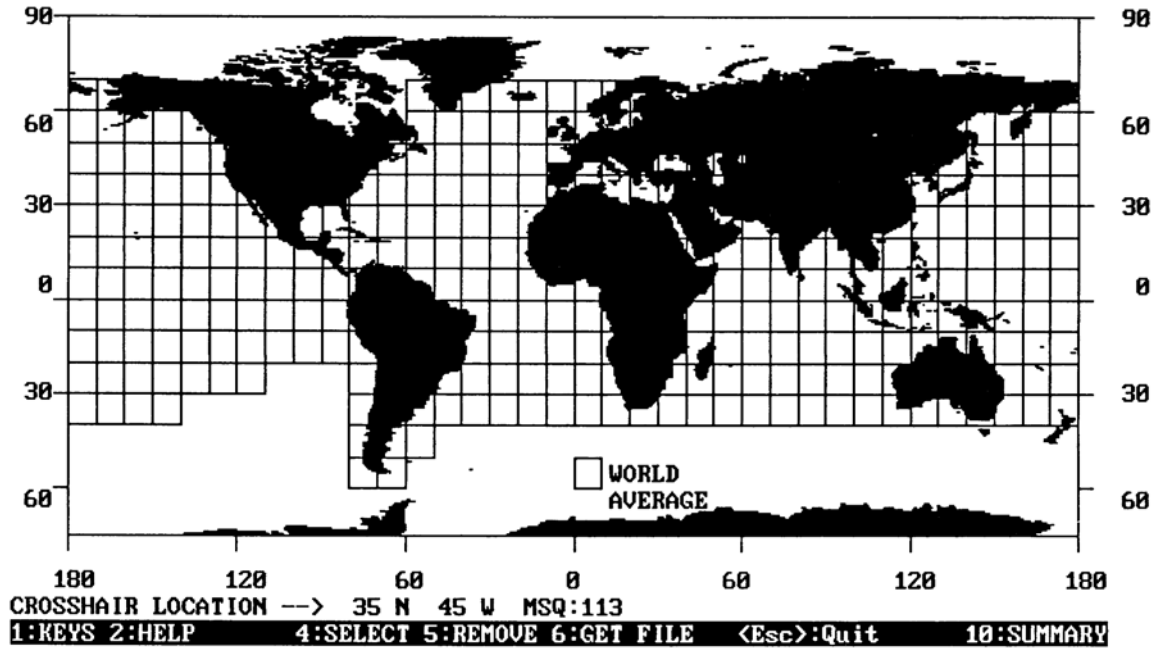 90 90
60 60
30 30
0 0
30 30
WORLD
AVERAGE
60 60
180 120 60 0 60 120 180
CROSSHAIR LOCATION --> 35 N 45 W MSQ:113
1:KEYS 2:HELP 4:SELECT 5:REMOVE 6:GET FILE <Esc>:Quit 10:SUMMARY